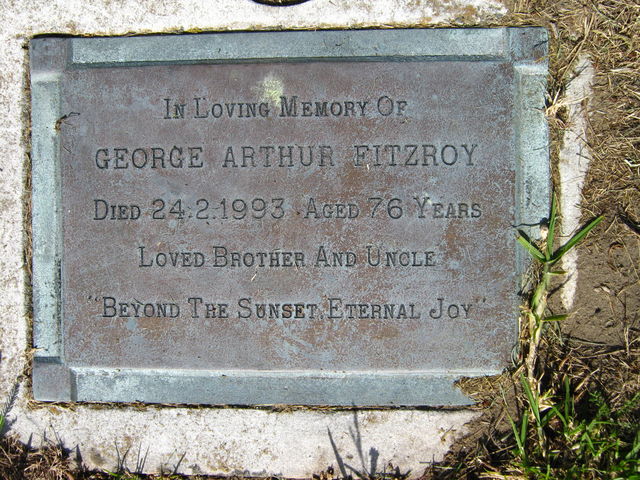 In Loving Memory Of
GEORGE ARTHUR FITZROY
Died 24.2.1993 . Aged 76 Years
Loved Brother And Uncle
"Beyond The Sunset, Eternal Joy"